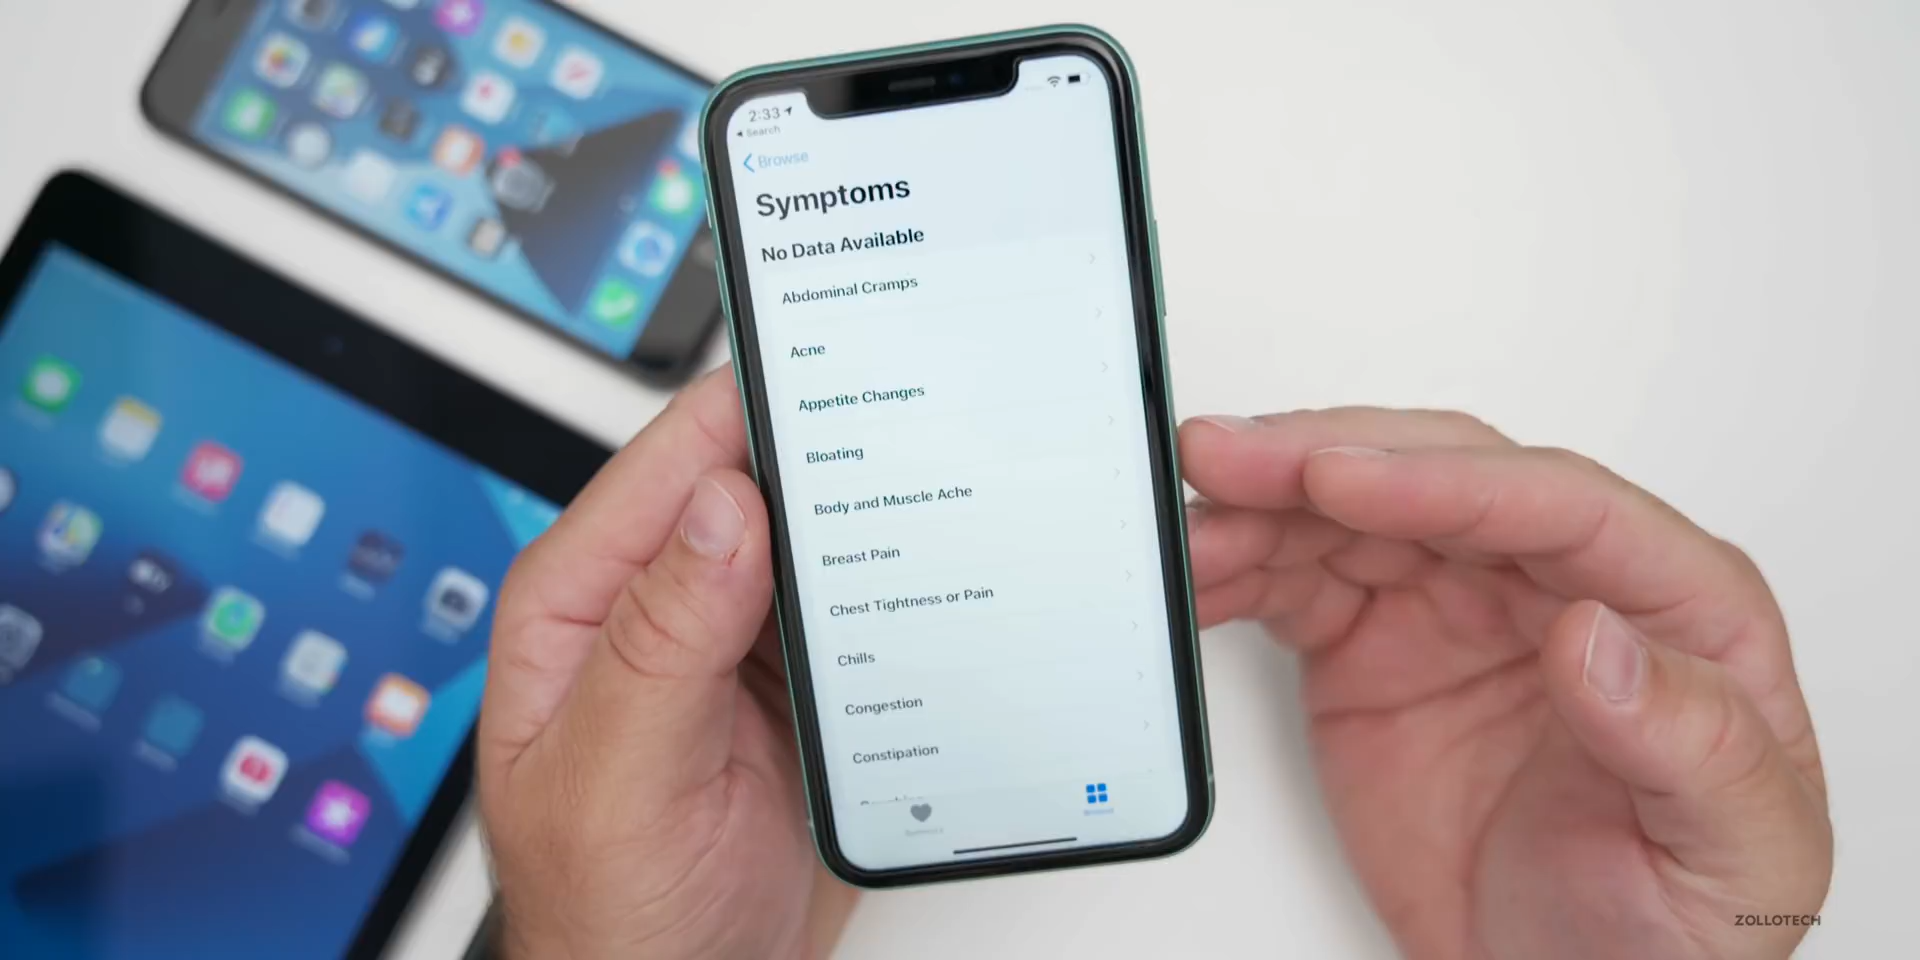 2:33
Search
Browse
Symptoms
No Data Available
Abdominal Cramps
Acne
Appetite Changes
Bloating
Body and Muscle Ache
Breast Pain
Chest Tightness or Pain
Chills
Congestion
Constipation
Browse
ZOLLOTECH